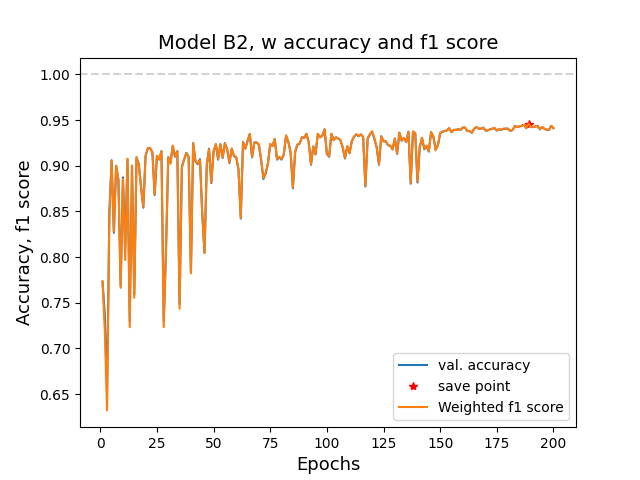 Model B2, w accuracy and f1 score
1.00
0.95
0.90
0.85
0.80
0.75
0.70
0.65
Accuracy, f1 score
0 25 50 75 100 125 150 175 200
Epochs
val. accuracy
save point
Weighted f1 score